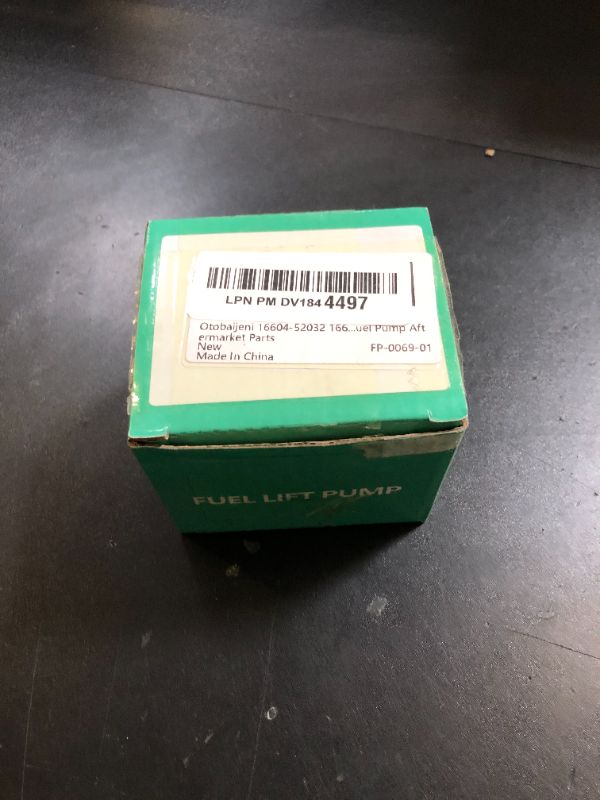 LPN PM DV184 4497
Otobaijeni 16604-52032 166...uel Pump Aft
ermarket Parts
New FP-0069-01
Made In China
FUEL LIFT PUMP